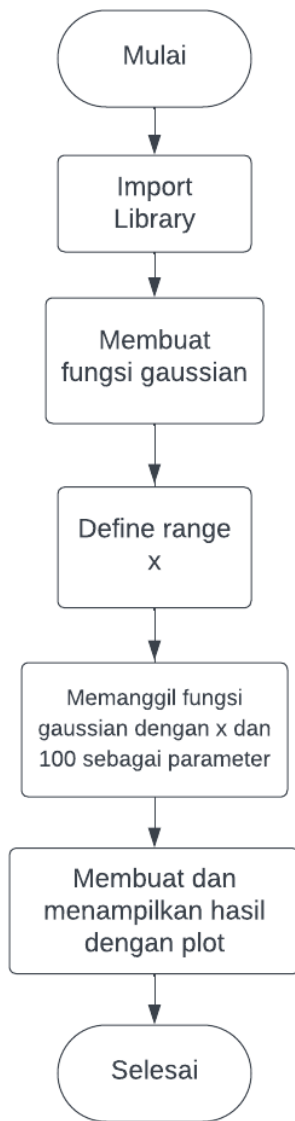 Mulai
Import
Library
Membuat
fungsi gaussian
Define range
x
Memanggil fungsi
gaussian dengan x dan
100 sebagai parameter
Membuat dan
menampilkan hasil
dengan plot
Selesai